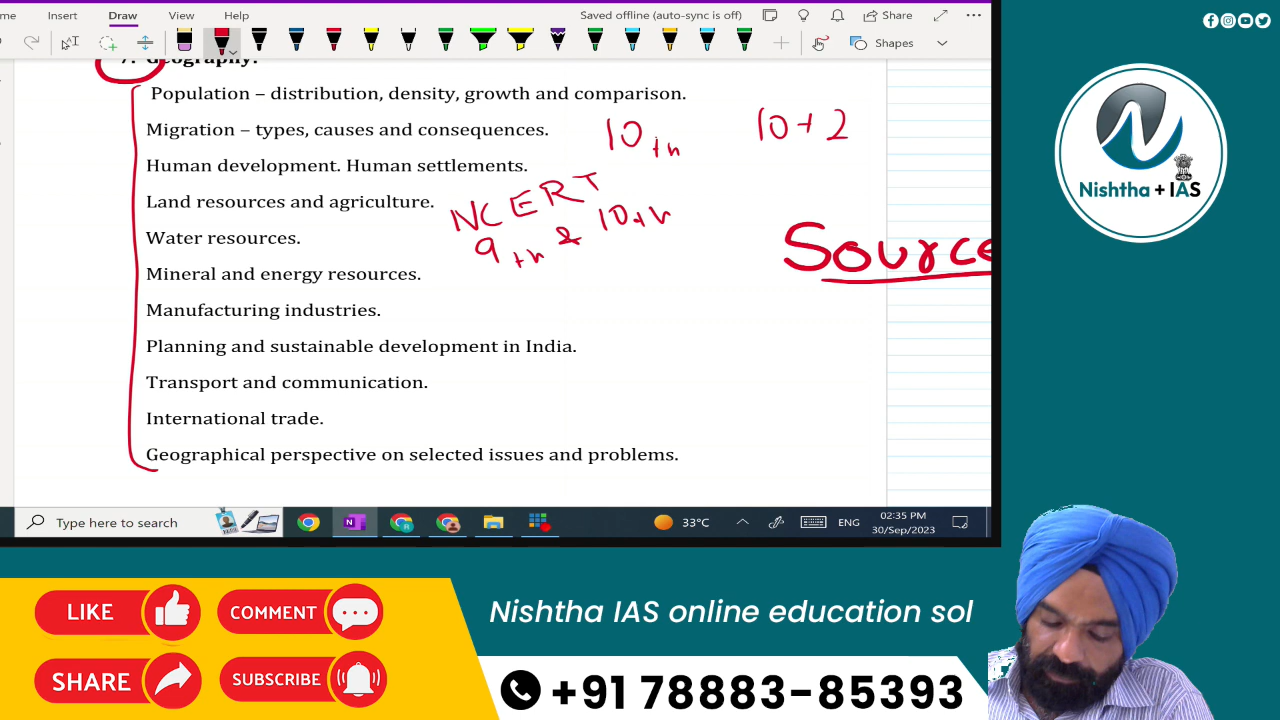 me Insert Draw View Help Saved offline (auto-sync is off) Share
Shapes
7. Geography:
Population – distribution, density, growth and comparison.
Migration – types, causes and consequences.
10th
10+2
Human development. Human settlements.
Land resources and agriculture.
NCERT
9th & 10th
Water resources.
Source
Mineral and energy resources.
Manufacturing industries.
Planning and sustainable development in India.
Transport and communication.
International trade.
Geographical perspective on selected issues and problems.
Nishtha + IAS
Type here to search
33°C
ENG
02:35 PM
30/Sep/2023
LIKE
COMMENT
SHARE
SUBSCRIBE
Nishtha IAS online education sol
+91 78883-85393